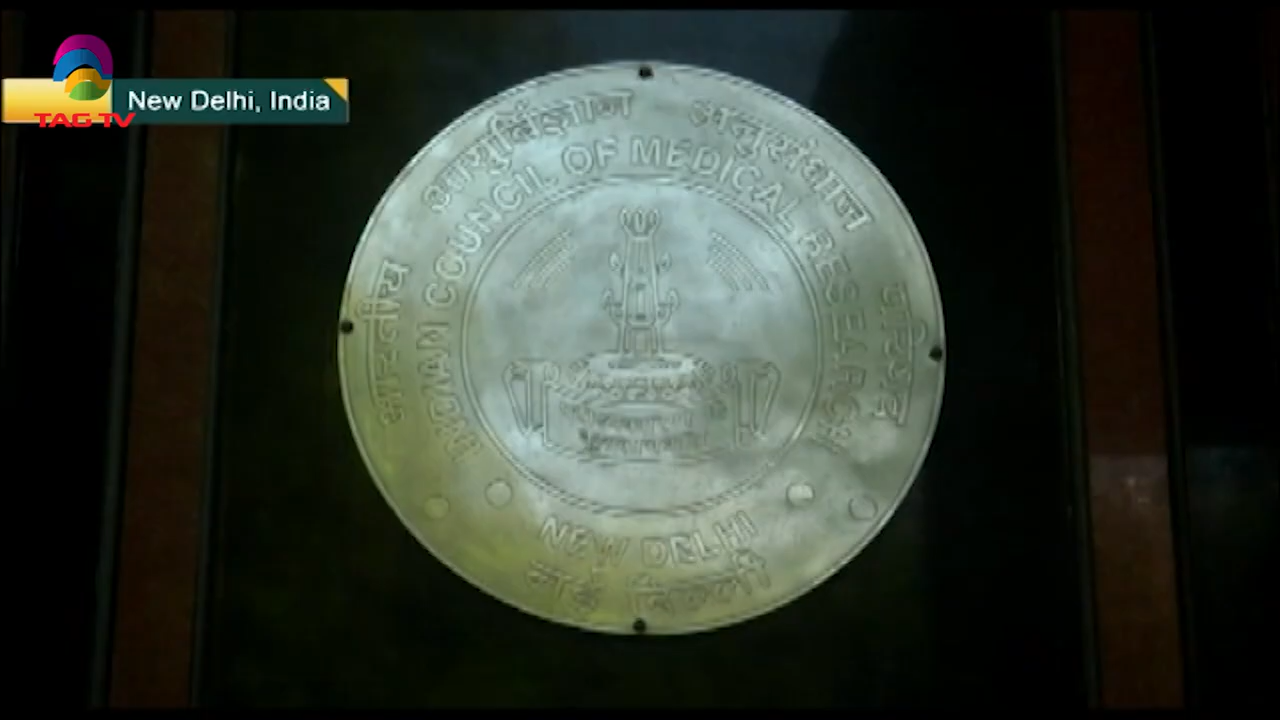 New Delhi, India
TAG TV
भारतीय आयुर्विज्ञान अनुसंधान परिषद
INDIAN COUNCIL OF MEDICAL RESEARCH
NEW DELHI
नई दिल्ली